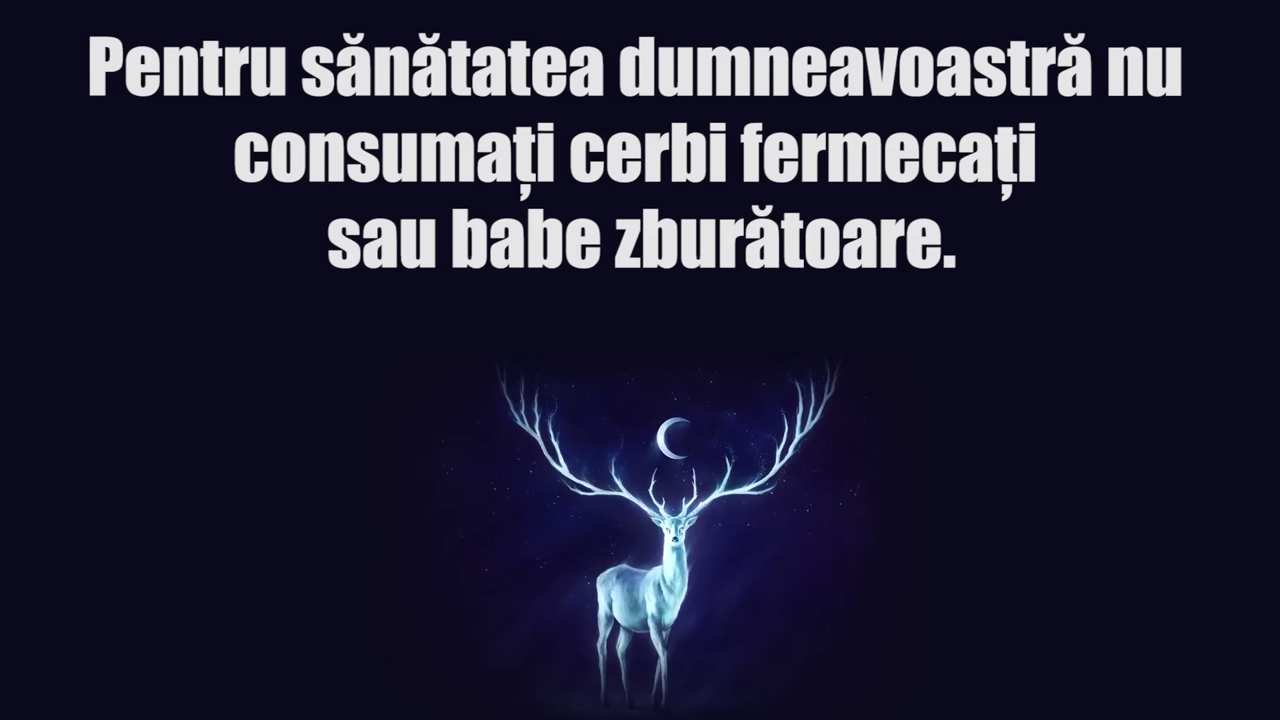 Pentru sănătatea dumneavoastră nu
consumați cerbi fermecați
sau babe zburătoare.